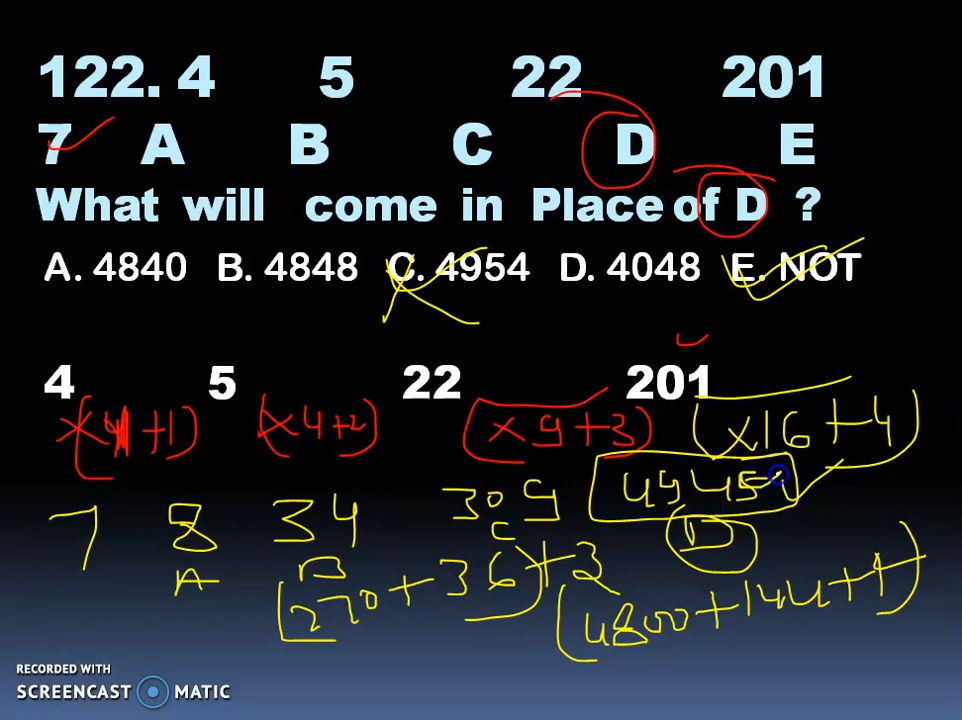 122. 4 5 22 201
7 A B C D E
What will come in Place of D ?
A. 4840 B. 4848 C. 4954 D. 4048 E. NOT
4 5 22 201
+1) (×4+2) (×9+3) (×16+4)
7 8 34 309
A B C D
(270+36)+3 (4800+144+4)
RECORDED WITH
SCREENCAST MATIC